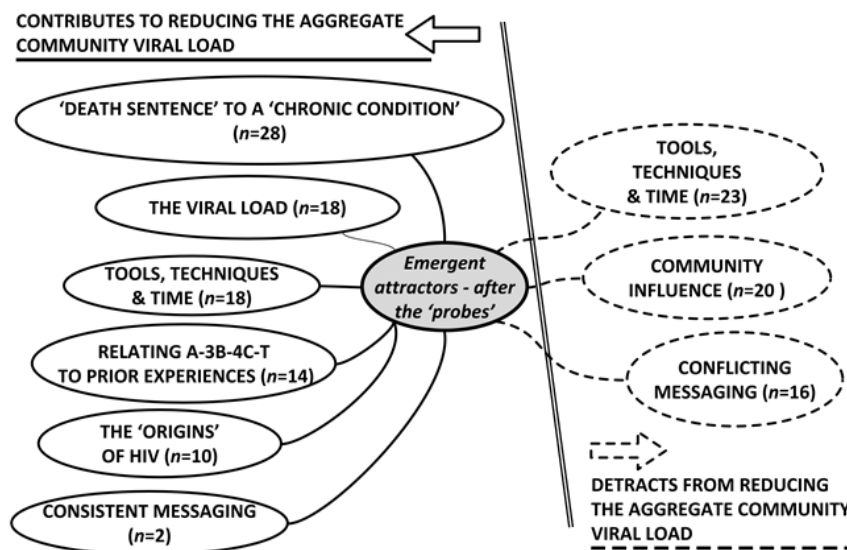 CONTRIBUTES TO REDUCING THE AGGREGATE
COMMUNITY VIRAL LOAD
‘DEATH SENTENCE’ TO A ‘CHRONIC CONDITION’
(n=28)
THE VIRAL LOAD (n=18)
TOOLS, TECHNIQUES
& TIME (n=18)
RELATING A-3B-4C-T
TO PRIOR EXPERIENCES (n=14)
THE ‘ORIGINS’
OF HIV (n=10)
CONSISTENT MESSAGING
(n=2)
Emergent
attractors - after
the ‘probes’
TOOLS,
TECHNIQUES
& TIME (n=23)
COMMUNITY
INFLUENCE (n=20 )
CONFLICTING
MESSAGING (n=16)
DETRACTS FROM REDUCING
THE AGGREGATE COMMUNITY
VIRAL LOAD